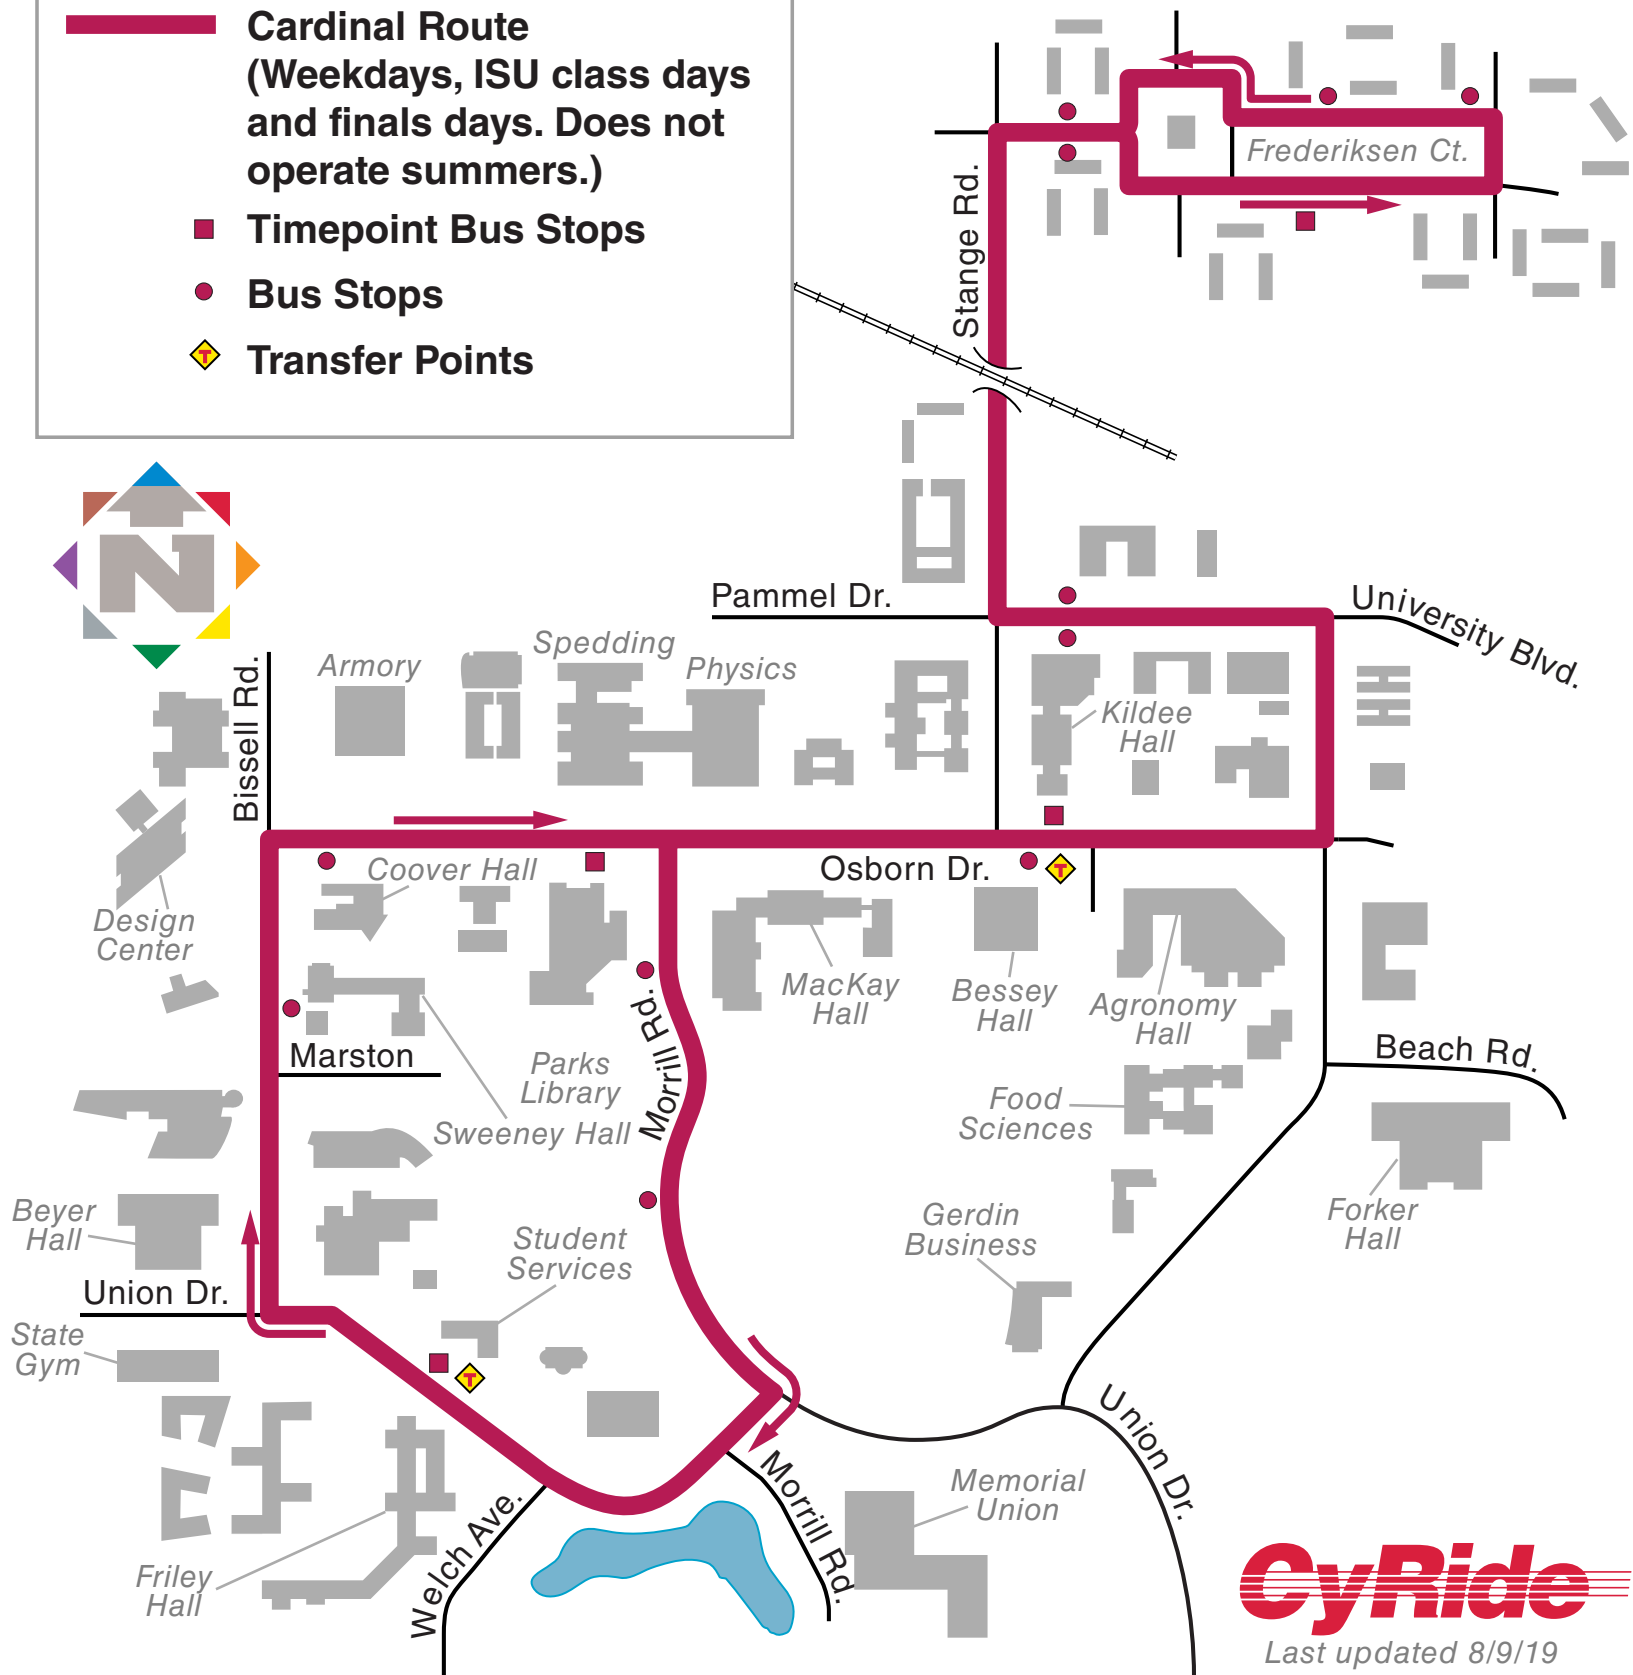 Cardinal Route
(Weekdays, ISU class days
and finals days. Does not
operate summers.)
Timepoint Bus Stops
Bus Stops
T
Transfer Points
Frederiksen Ct.
Stange Rd.
N
Pammel Dr.
University Blvd.
Bissell Rd.
Armory
Spedding
Physics
Kildee
Hall
Coover Hall
Osborn Dr.
T
Design
Center
MacKay
Hall
Bessey
Hall
Agronomy
Hall
Marston
Parks
Library
Morrill Rd.
Sweeney Hall
Beach Rd.
Food
Sciences
Beyer
Hall
Student
Services
Gerdin
Business
Forker
Hall
Union Dr.
State
Gym
T
Union Dr.
Morrill Rd.
Memorial
Union
Welch Ave.
Friley
Hall
CyRide
Last updated 8/9/19